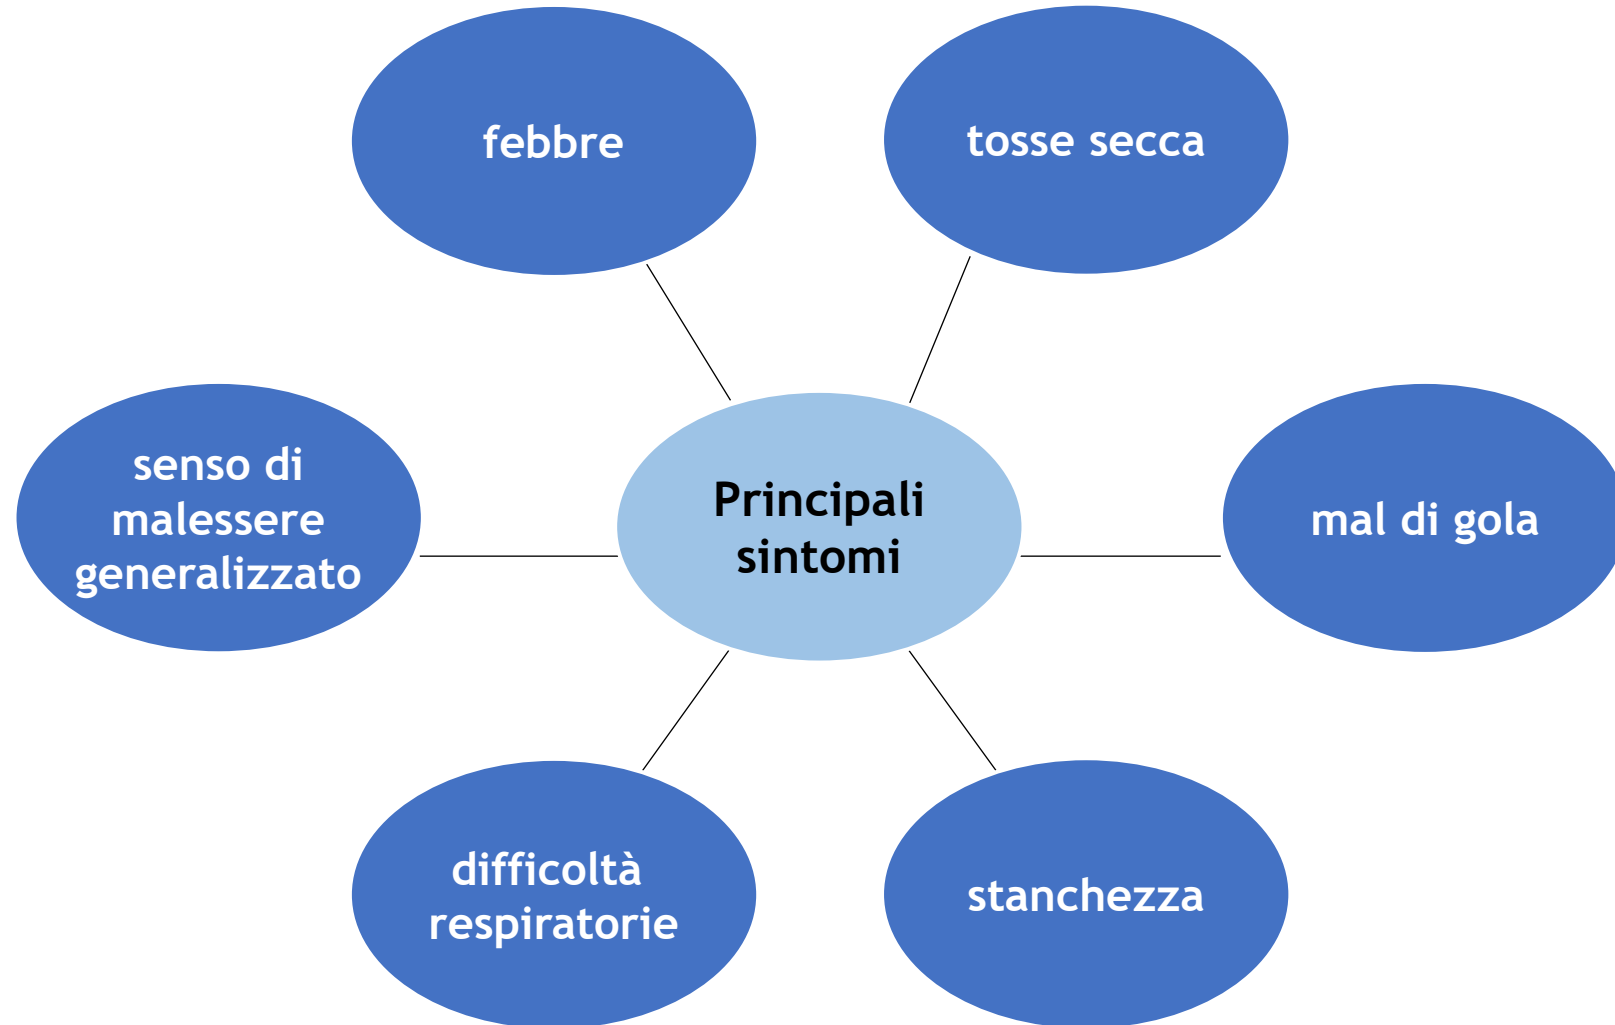 febbre
tosse secca
senso di
malessere
generalizzato
Principali
sintomi
mal di gola
difficoltà
respiratorie
stanchezza